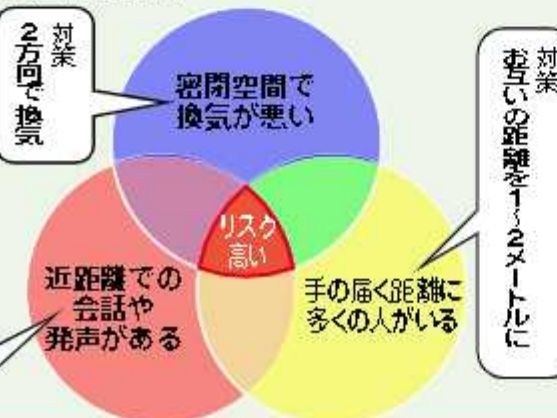 対策
2方向で換気
密閉空間で
換気が悪い
対策
お互いの距離を1~2メートルに
リスク
高い
近距離での
会話や
発声がある
手の届く距離に
多くの人がいる